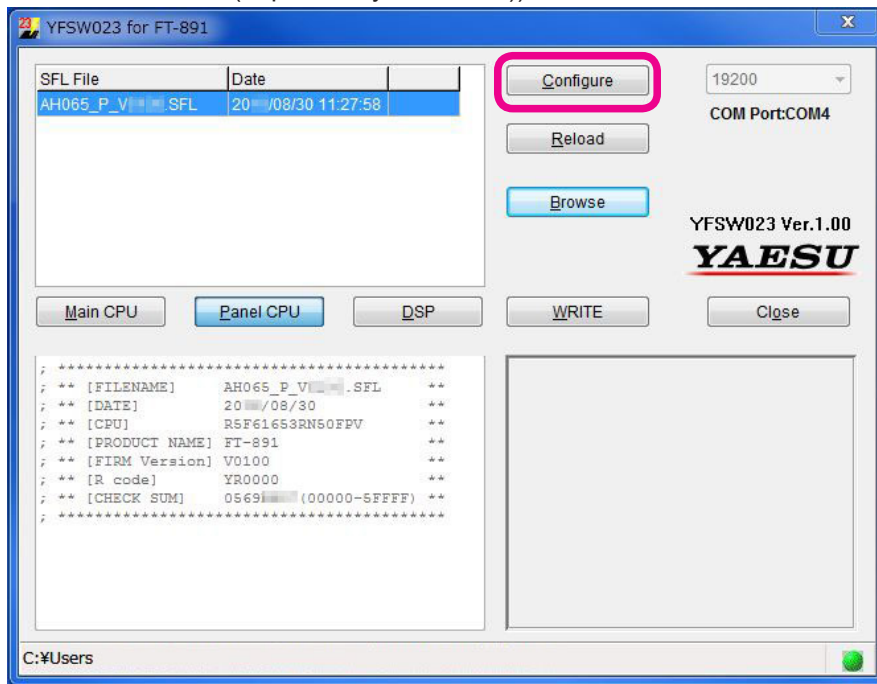 YFSW023 for FT-891
SFL File Date
AH065_P_V .SFL 20 /08/30 11:27:58
Configure
19200
COM Port:COM4
Reload
Browse
YFSW023 Ver.1.00
YAESU
Main CPU Panel CPU DSP WRITE Close
; ******************************************
; ** [FILENAME] AH065_P_V .SFL **
; ** [DATE] 20 /08/30 **
; ** [CPU] R5F61653RN50FPV **
; ** [PRODUCT NAME] FT-891 **
; ** [FIRM Version] V0100 **
; ** [R code] YR0000 **
; ** [CHECK SUM] 0569 (00000-5FFFF) **
; ******************************************
C:¥Users